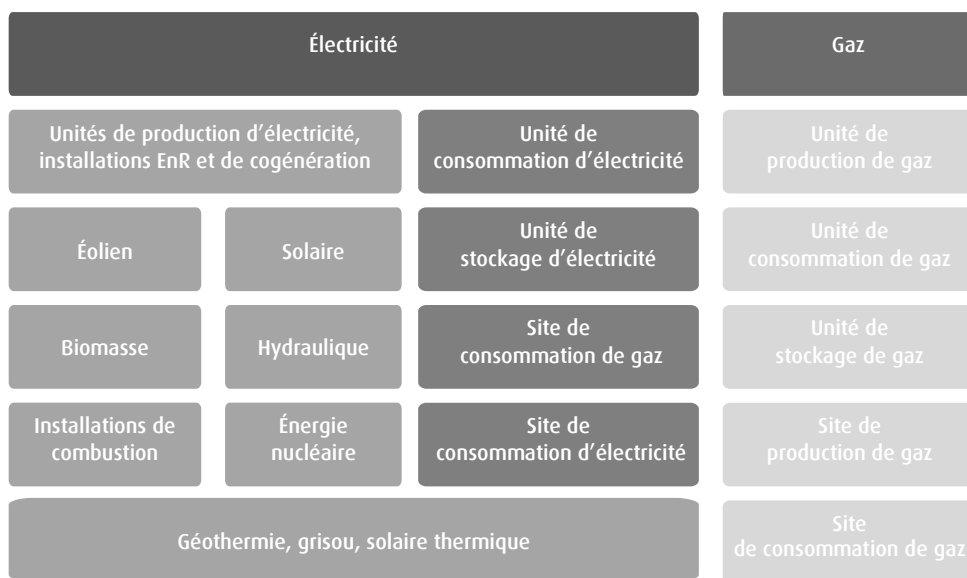 Électricité
Gaz
Unités de production d’électricité,
installations EnR et de cogénération
Unité de
consommation d’électricité
Unité de
production de gaz
Éolien
Solaire
Unité de
stockage d’électricité
Unité de
consommation de gaz
Biomasse
Hydraulique
Site de
consommation de gaz
Unité de
stockage de gaz
Installations de
combustion
Énergie
nucléaire
Site de
consommation d’électricité
Site de
production de gaz
Géothermie, grisou, solaire thermique
Site
de consommation de gaz